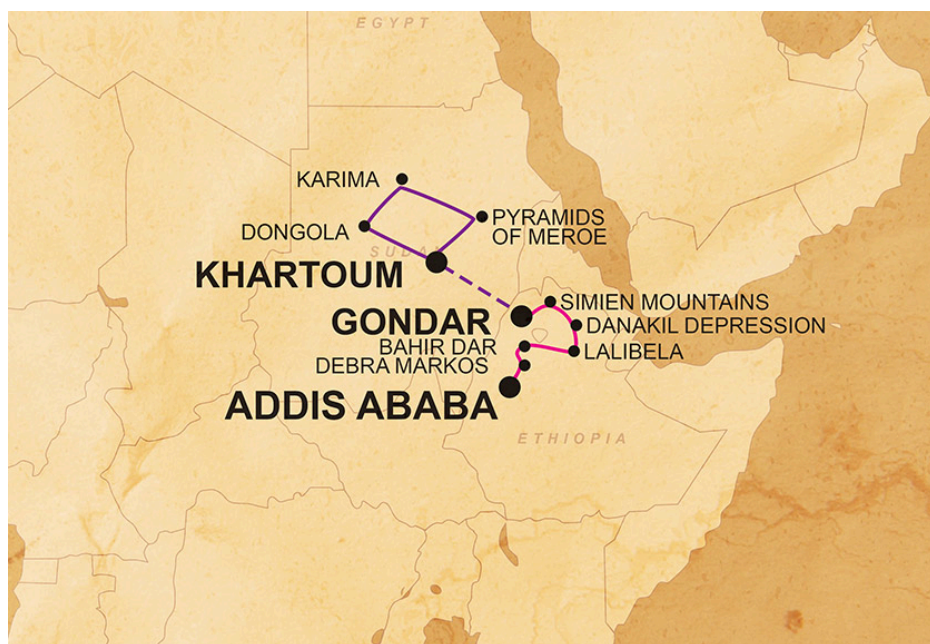 EGYPT
KARIMA
PYRAMIDS
OF MEROE
DONGOLA
SUDAN
KHARTOUM
SIMIEN MOUNTAINS
GONDAR
DANAKIL DEPRESSION
BAHIR DAR
LALIBELA
DEBRA MARKOS
ADDIS ABABA
ETHIOPIA